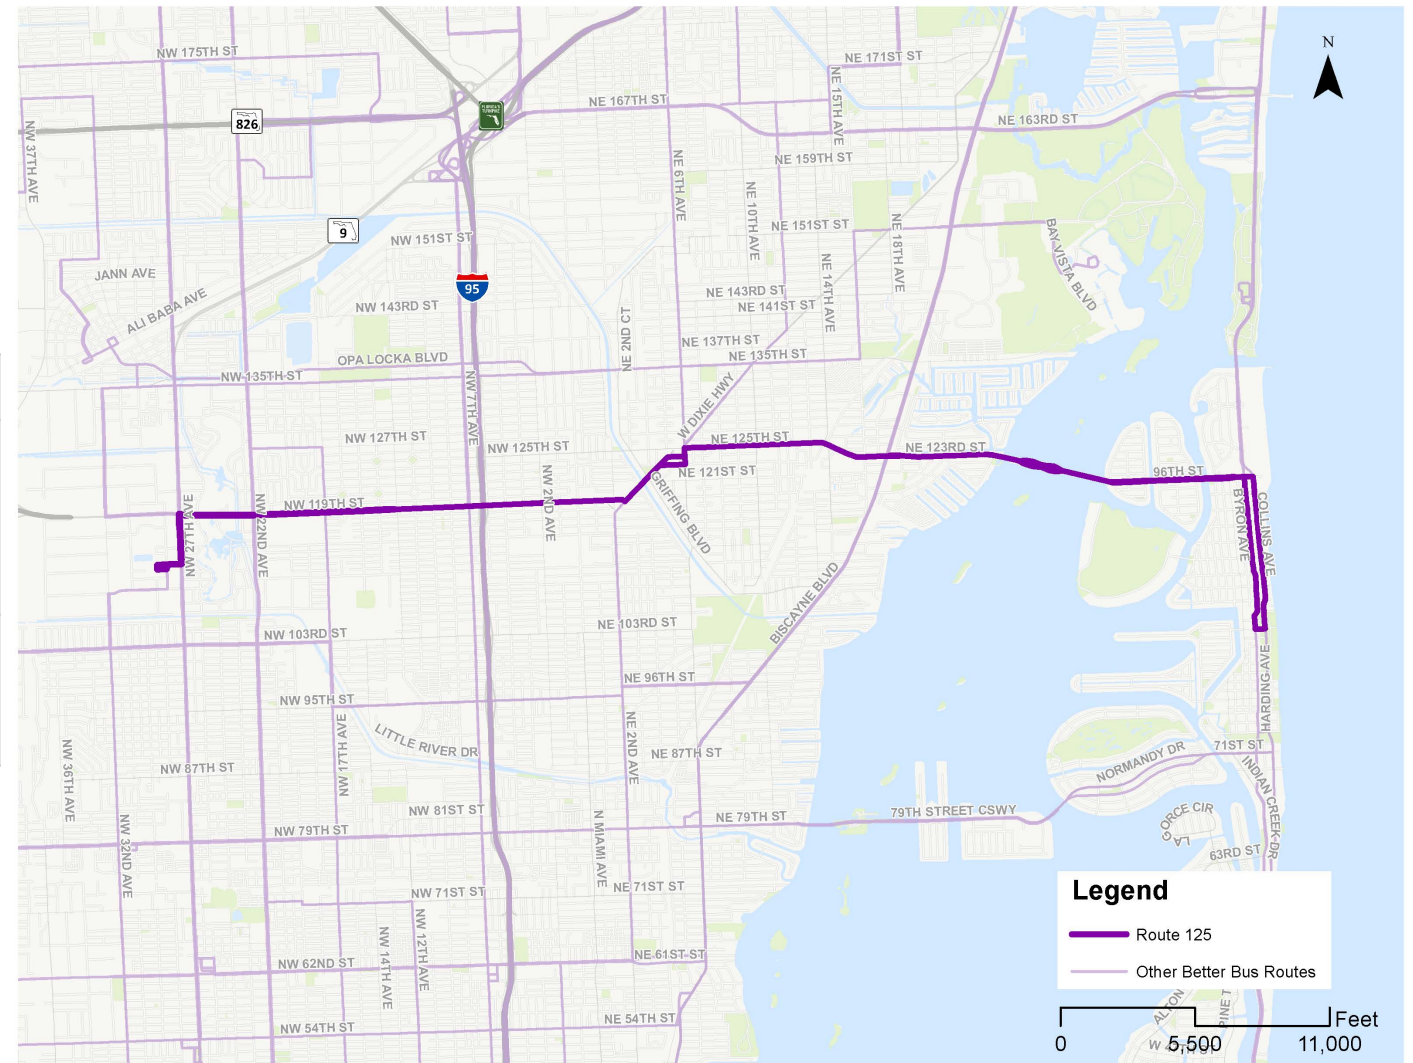 N
NW 175TH ST
NE 171ST ST
NE 15TH AVE
FLORIDA'S TURNPIKE
NE 167TH ST
826
NE 163RD ST
NW 37TH AVE
NE 6TH AVE
NE 159TH ST
NE 10TH AVE
9
NW 151ST ST
NE 151ST ST
NE 18TH AVE
BAY VISTA BLVD
JANN AVE
ALI BABA AVE
95
NW 143RD ST
NE 143RD ST
NE 141ST ST
NE 14TH AVE
NE 2ND CT
NE 137TH ST
NE 135TH ST
OPA LOCKA BLVD
NW 135TH ST
NW 7TH AVE
W DIXIE HWY
NW 127TH ST
NW 125TH ST
NE 125TH ST
NE 123RD ST
NE 121ST ST
96TH ST
NW 2ND AVE
GRIFFING BLVD
NW 119TH ST
NW 27TH AVE
NW 22ND AVE
BYRON AVE
COLLINS AVE
BISCAYNE BLVD
NW 103RD ST
NE 103RD ST
NE 96TH ST
NW 95TH ST
HARDING AVE
LITTLE RIVER DR
NW 17TH AVE
NE 2ND AVE
NE 87TH ST
71ST ST
NORMANDY DR
NW 36TH AVE
NW 87TH ST
INDIAN CREEK DR
NW 81ST ST
79TH STREET CSWY
NE 79TH ST
NW 79TH ST
LA GORCE CIR
NW 32ND AVE
N MIAMI AVE
63RD ST
NW 71ST ST
NE 71ST ST
NW 12TH AVE
NW 14TH AVE
NE 61ST ST
NW 62ND ST
NE 54TH ST
NW 54TH ST
Legend
Route 125
Other Better Bus Routes
ALTON
PINE T
Feet
0
5,500
11,000